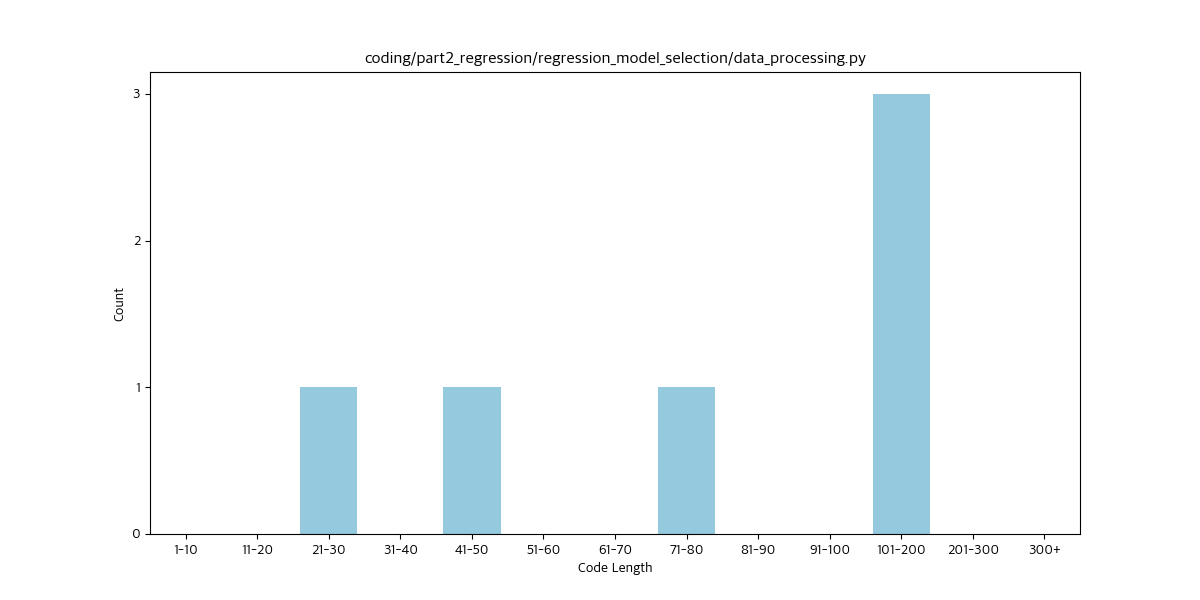 coding/part2_regression/regression_model_selection/data_processing.py
3
2
1
0
Count
1-10 11-20 21-30 31-40 41-50 51-60 61-70 71-80 81-90 91-100 101-200 201-300 300+
Code Length